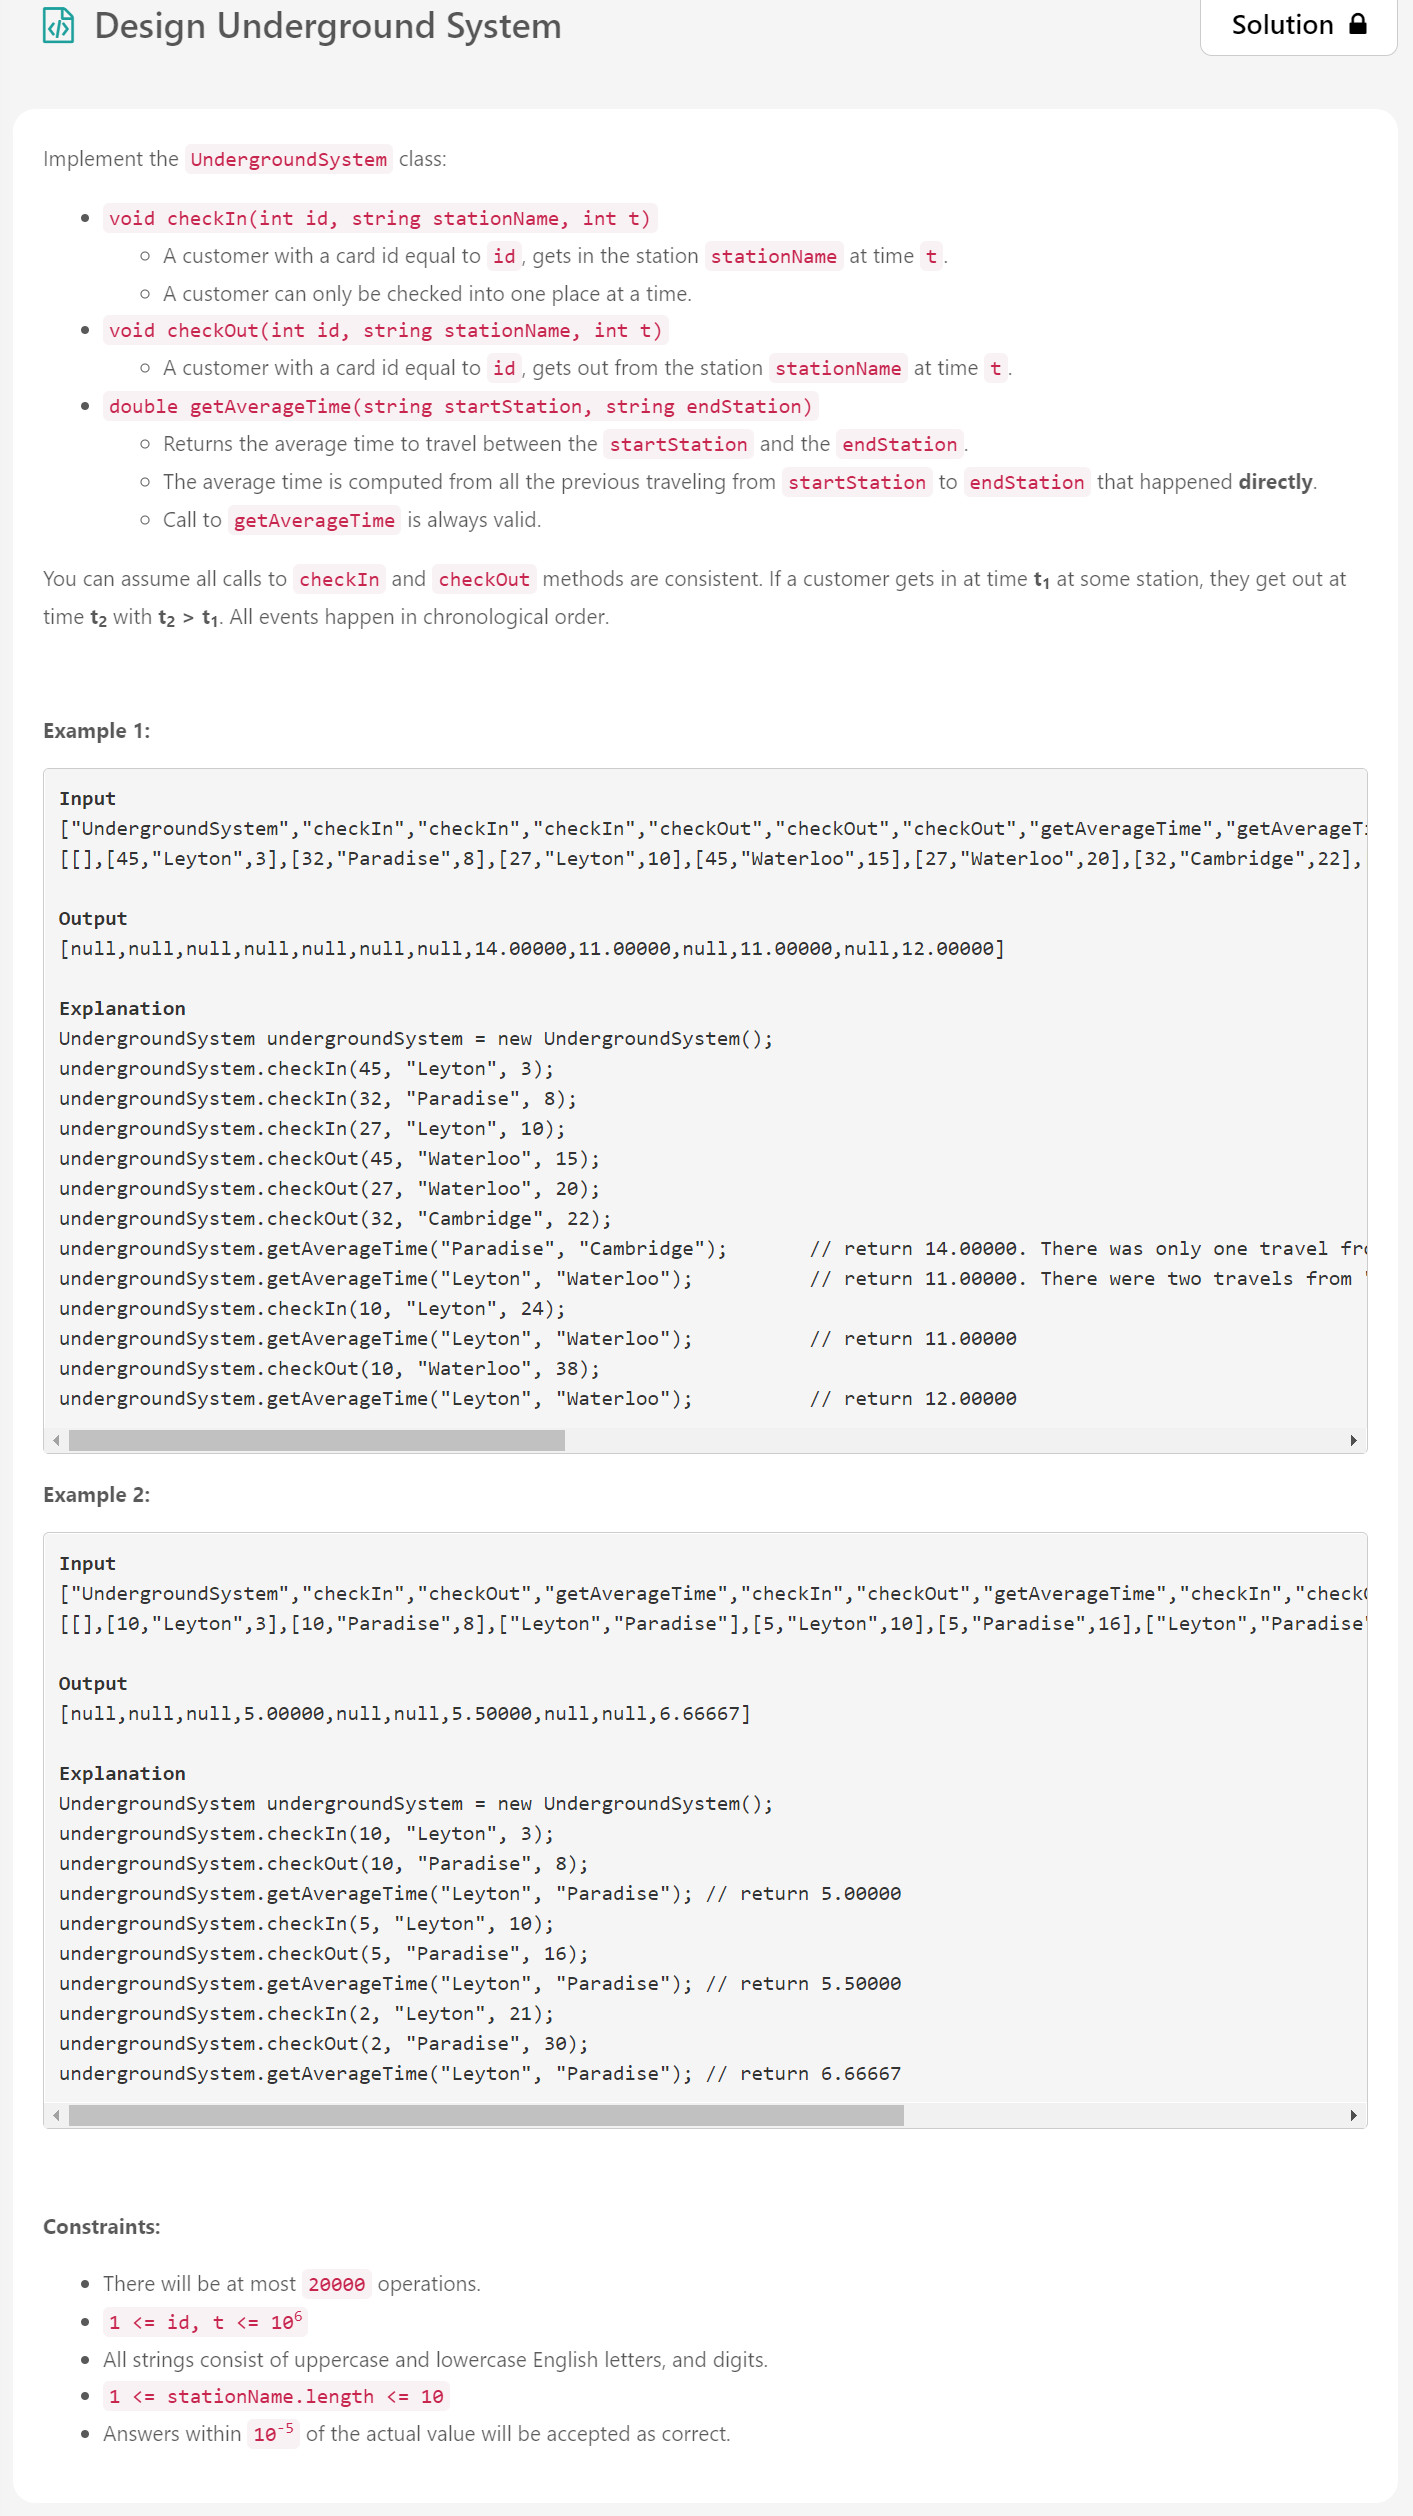 Design Underground System
Solution
Implement the UndergroundSystem class:
void checkIn(int id, string stationName, int t)
A customer with a card id equal to id, gets in the station stationName at time t.
A customer can only be checked into one place at a time.
void checkOut(int id, string stationName, int t)
A customer with a card id equal to id, gets out from the station stationName at time t.
double getAverageTime(string startStation, string endStation)
Returns the average time to travel between the startStation and the endStation.
The average time is computed from all the previous traveling from startStation to endStation that happened directly.
Call to getAverageTime is always valid.
You can assume all calls to checkIn and checkOut methods are consistent. If a customer gets in at time t₁ at some station, they get out at
time t₂ with t₂ > t₁. All events happen in chronological order.
Example 1:
Input
["UndergroundSystem","checkIn","checkIn","checkIn","checkOut","checkOut","checkOut","getAverageTime","getAverageTi
[[],[45,"Leyton",3],[32,"Paradise",8],[27,"Leyton",10],[45,"Waterloo",15],[27,"Waterloo",20],[32,"Cambridge",22],
Output
[null,null,null,null,null,null,null,14.00000,11.00000,null,11.00000,null,12.00000]
Explanation
UndergroundSystem undergroundSystem = new UndergroundSystem();
undergroundSystem.checkIn(45, "Leyton", 3);
undergroundSystem.checkIn(32, "Paradise", 8);
undergroundSystem.checkIn(27, "Leyton", 10);
undergroundSystem.checkOut(45, "Waterloo", 15);
undergroundSystem.checkOut(27, "Waterloo", 20);
undergroundSystem.checkOut(32, "Cambridge", 22);
undergroundSystem.getAverageTime("Paradise", "Cambridge"); // return 14.00000. There was only one travel fro
undergroundSystem.getAverageTime("Leyton", "Waterloo"); // return 11.00000. There were two travels from "
undergroundSystem.checkIn(10, "Leyton", 24);
undergroundSystem.getAverageTime("Leyton", "Waterloo"); // return 11.00000
undergroundSystem.checkOut(10, "Waterloo", 38);
undergroundSystem.getAverageTime("Leyton", "Waterloo"); // return 12.00000
Example 2:
Input
["UndergroundSystem","checkIn","checkOut","getAverageTime","checkIn","checkOut","getAverageTime","checkIn","checkO
[[],[10,"Leyton",3],[10,"Paradise",8],["Leyton","Paradise"],[5,"Leyton",10],[5,"Paradise",16],["Leyton","Paradise"
Output
[null,null,null,5.00000,null,null,5.50000,null,null,6.66667]
Explanation
UndergroundSystem undergroundSystem = new UndergroundSystem();
undergroundSystem.checkIn(10, "Leyton", 3);
undergroundSystem.checkOut(10, "Paradise", 8);
undergroundSystem.getAverageTime("Leyton", "Paradise"); // return 5.00000
undergroundSystem.checkIn(5, "Leyton", 10);
undergroundSystem.checkOut(5, "Paradise", 16);
undergroundSystem.getAverageTime("Leyton", "Paradise"); // return 5.50000
undergroundSystem.checkIn(2, "Leyton", 21);
undergroundSystem.checkOut(2, "Paradise", 30);
undergroundSystem.getAverageTime("Leyton", "Paradise"); // return 6.66667
Constraints:
There will be at most 20000 operations.
1 <= id, t <= 10⁶
All strings consist of uppercase and lowercase English letters, and digits.
1 <= stationName.length <= 10
Answers within 10⁻⁵ of the actual value will be accepted as correct.